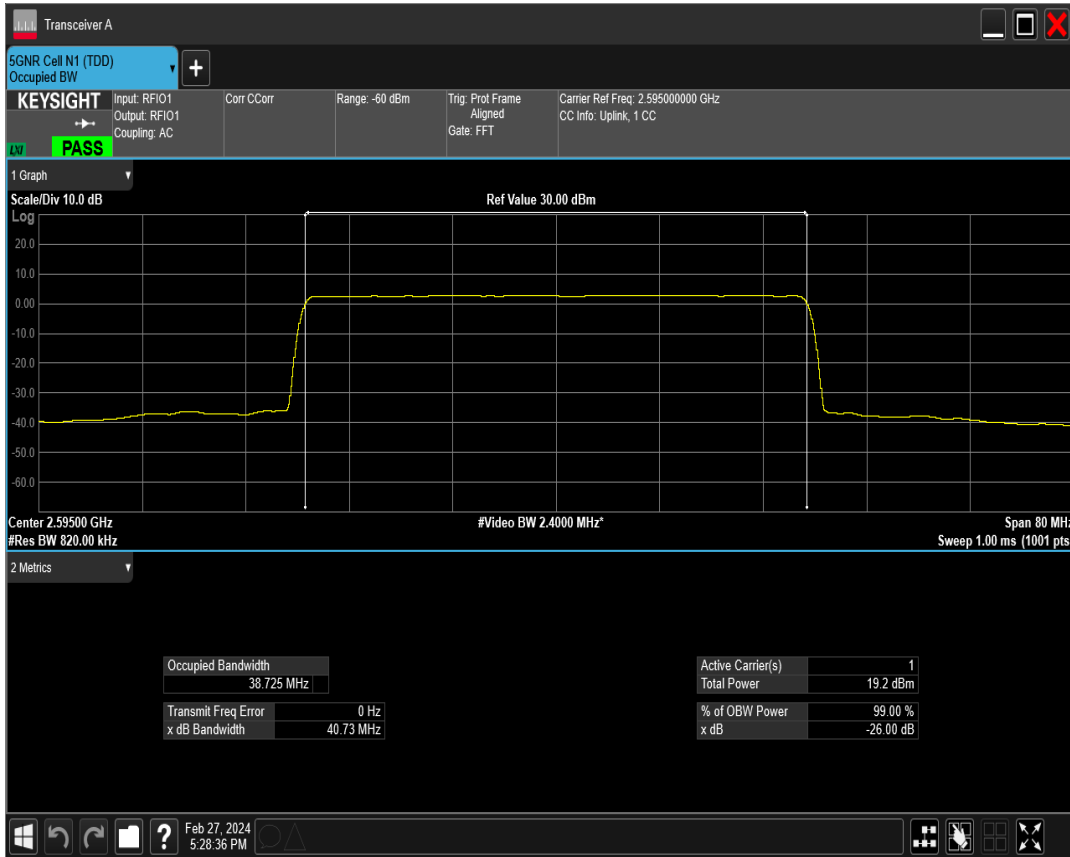 Transceiver A
5GNR Cell N1 (TDD)
Occupied BW
+
KEYSIGHT
Input: RFIO1
Output: RFIO1
Coupling: AC
Corr CCorr
Range: -60 dBm
Trig: Prot Frame
Aligned
Gate: FFT
Carrier Ref Freq: 2.595000000 GHz
CC Info: Uplink, 1 CC
LXI
PASS
1 Graph
Scale/Div 10.0 dB
Ref Value 30.00 dBm
Log
20.0
10.0
0.00
-10.0
-20.0
-30.0
-40.0
-50.0
-60.0
Center 2.59500 GHz
#Video BW 2.4000 MHz*
Span 80 MHz
#Res BW 820.00 kHz
Sweep 1.00 ms (1001 pts
2 Metrics
Occupied Bandwidth
38.725 MHz
Transmit Freq Error 0 Hz
x dB Bandwidth 40.73 MHz
Active Carrier(s) 1
Total Power 19.2 dBm
% of OBW Power 99.00 %
x dB -26.00 dB
?
Feb 27, 2024
5:28:36 PM